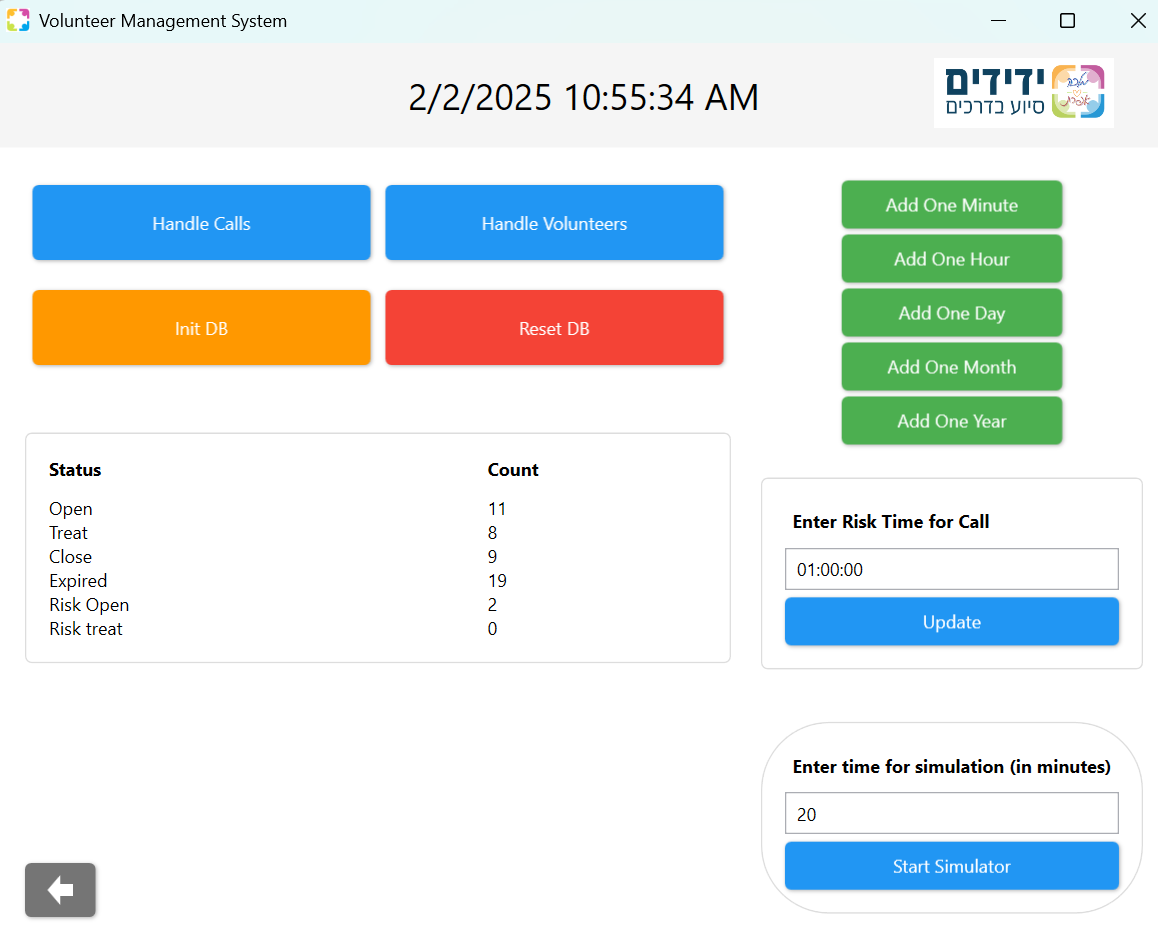 Volunteer Management System
2/2/2025 10:55:34 AM
ידידים
סיוע בדרכים
Handle Calls
Handle Volunteers
Init DB
Reset DB
Add One Minute
Add One Hour
Add One Day
Add One Month
Add One Year
Status Count
Open 11
Treat 8
Close 9
Expired 19
Risk Open 2
Risk treat 0
Enter Risk Time for Call
01:00:00
Update
Enter time for simulation (in minutes)
20
Start Simulator